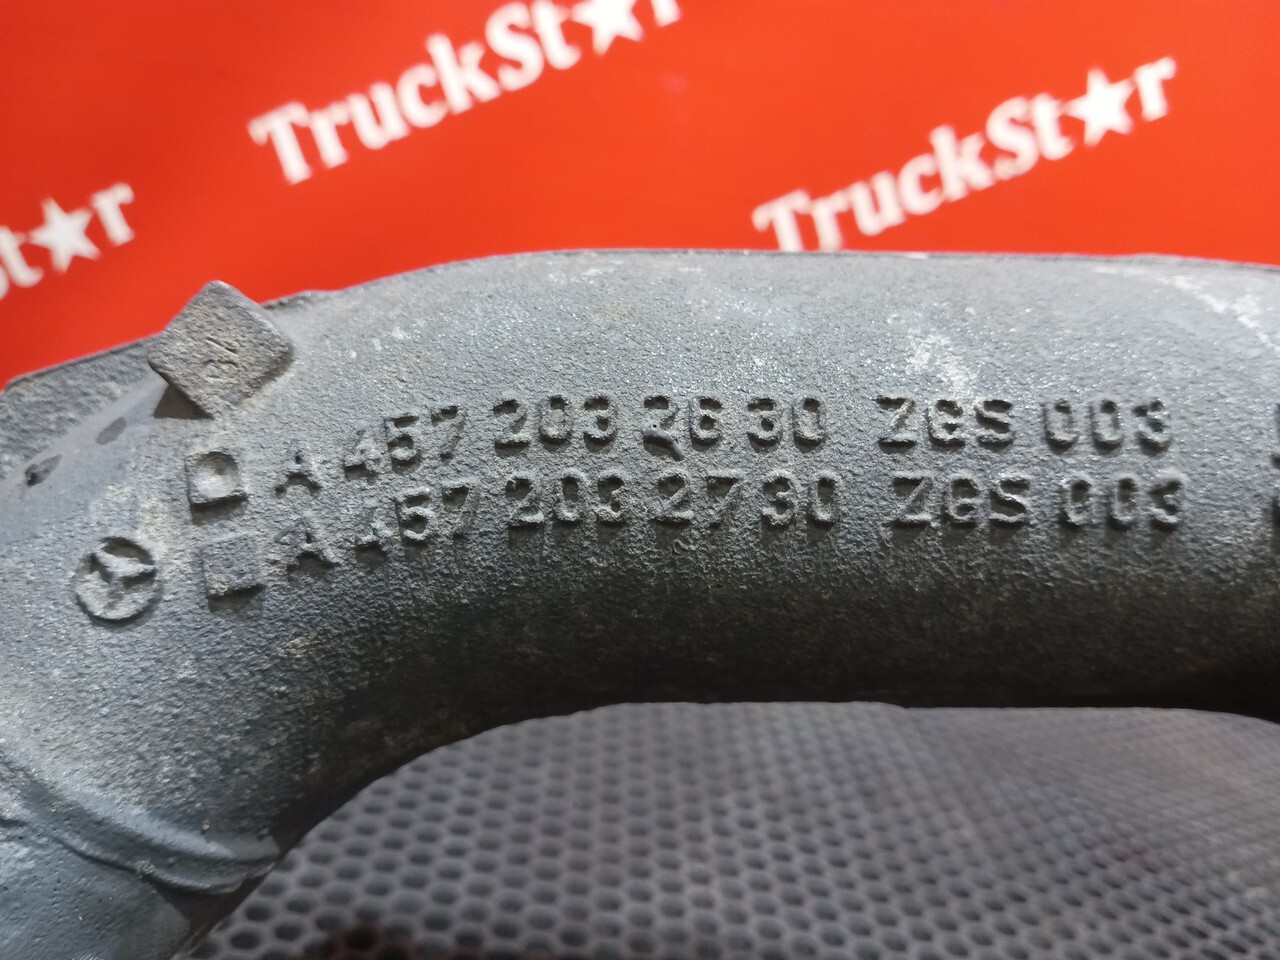 TruckSt★r
TruckSt★r
st★r
A 457 203 26 30 ZGS 003
A 457 203 27 30 ZGS 003